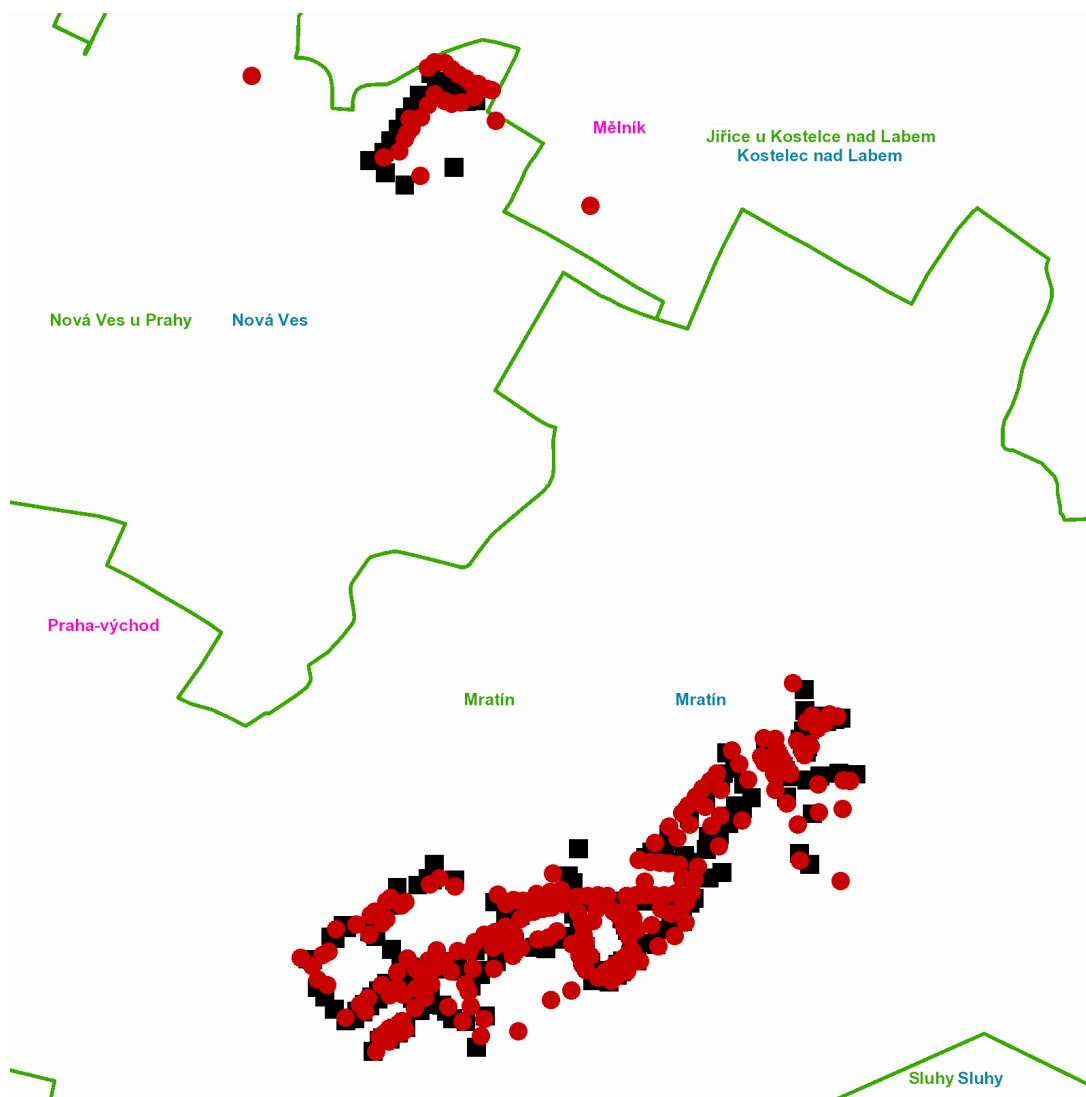 Mělník
Jiřice u Kostelce nad Labem
Kostelec nad Labem
Nová Ves u Prahy Nová Ves
Praha-východ
Mratín Mratín
Sluhy Sluhy